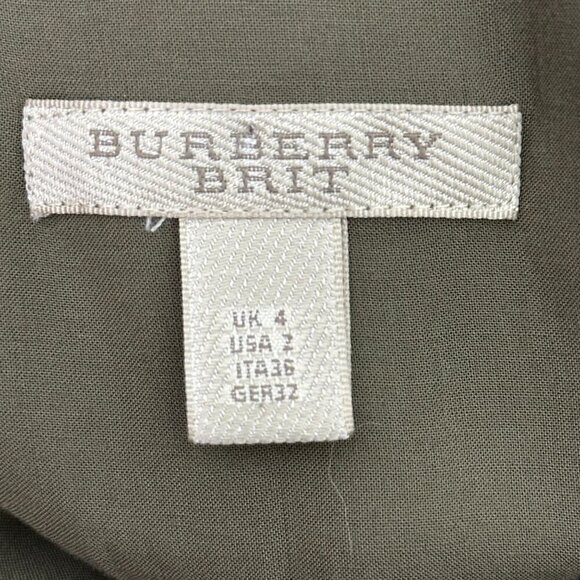 BURBERRY
BRIT
UK 4
USA 2
ITA36
GER32